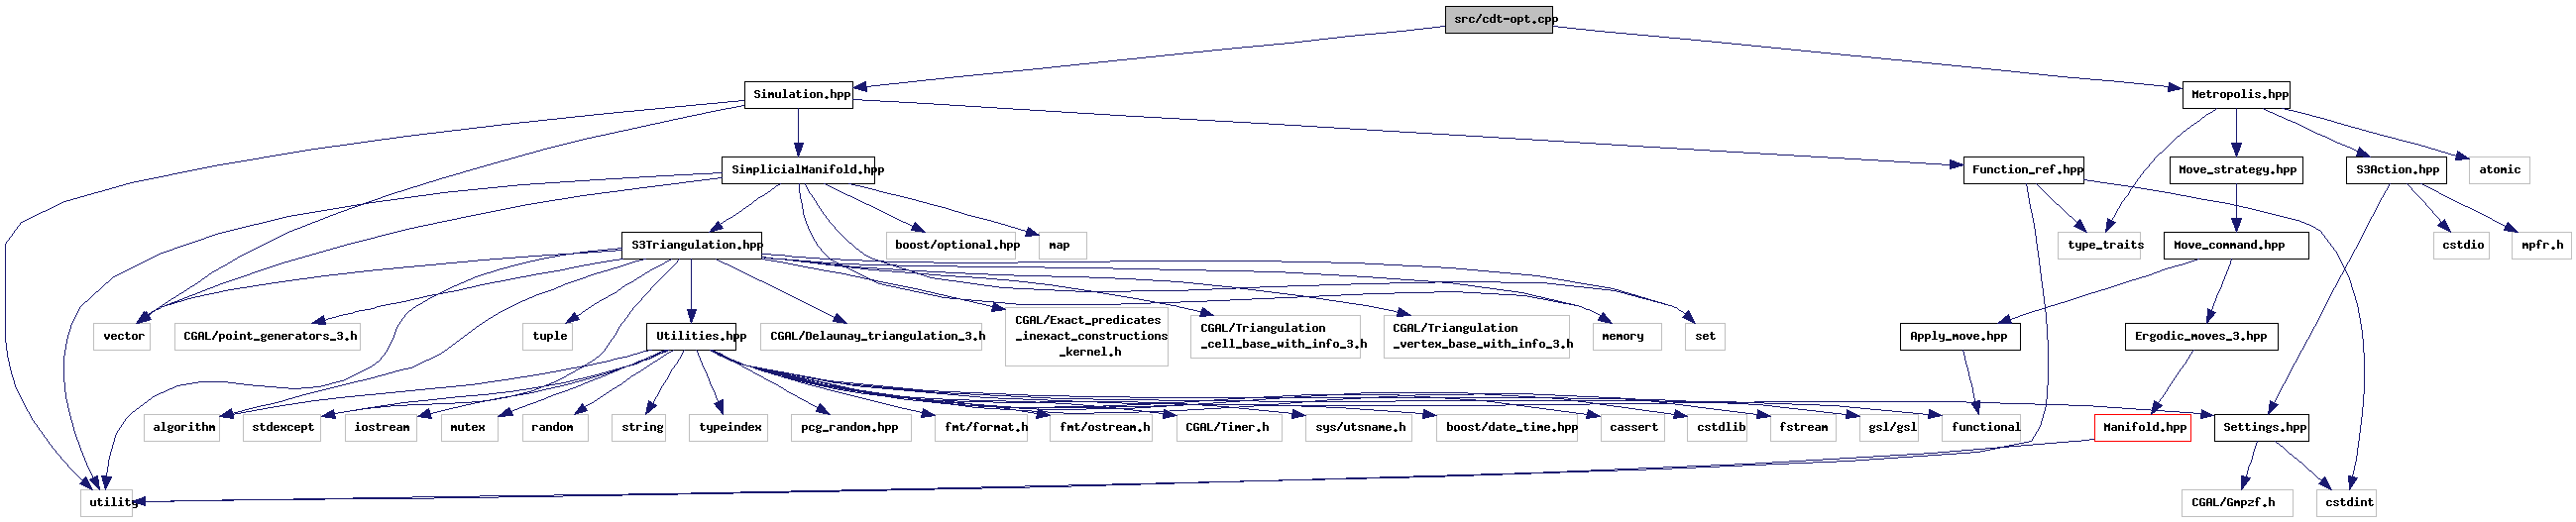 src/cdt-opt.cpp
Simulation.hpp
Metropolis.hpp
SimplicialManifold.hpp
Function_ref.hpp
Move_strategy.hpp
S3Action.hpp
atomic
S3Triangulation.hpp
boost/optional.hpp
map
type_traits
Move_command.hpp
cstdio
mpfr.h
vector
CGAL/point_generators_3.h
tuple
Utilities.hpp
CGAL/Delaunay_triangulation_3.h
CGAL/Exact_predicates
_inexact_constructions
_kernel.h
CGAL/Triangulation
_cell_base_with_info_3.h
CGAL/Triangulation
_vertex_base_with_info_3.h
memory
set
Apply_move.hpp
Ergodic_moves_3.hpp
algorithm
stdexcept
iostream
mutex
random
string
typeindex
pcg_random.hpp
fmt/format.h
fmt/ostream.h
CGAL/Timer.h
sys/utsname.h
boost/date_time.hpp
cassert
cstdlib
fstream
gsl/gsl
functional
Manifold.hpp
Settings.hpp
utility
CGAL/Gmpzf.h
cstdint